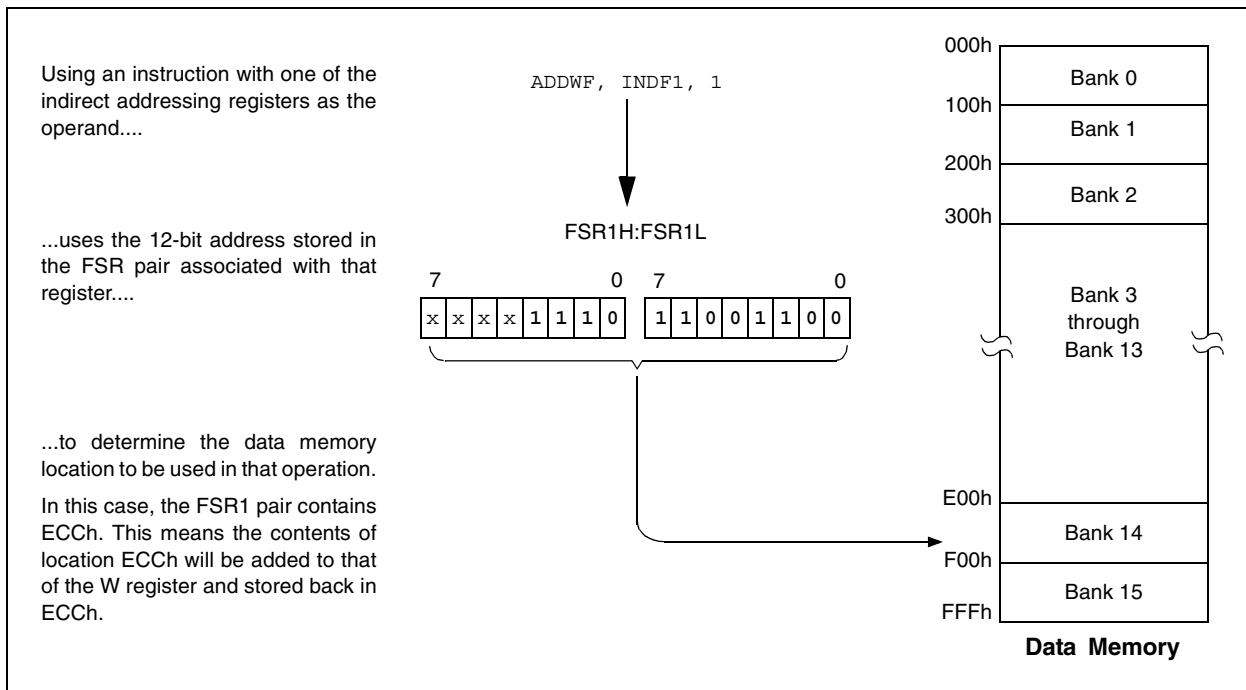 Using an instruction with one of the
indirect addressing registers as the
operand....
ADDWF, INDF1, 1
...uses the 12-bit address stored in
the FSR pair associated with that
register....
FSR1H:FSR1L
7 0 7 0
x x x x 1 1 1 0 1 1 0 0 1 1 0 0
...to determine the data memory
location to be used in that operation.
In this case, the FSR1 pair contains
ECCh. This means the contents of
location ECCh will be added to that
of the W register and stored back in
ECCh.
000h
Bank 0
100h
Bank 1
200h
Bank 2
300h
Bank 3
through
Bank 13
E00h
Bank 14
F00h
Bank 15
FFFh
Data Memory